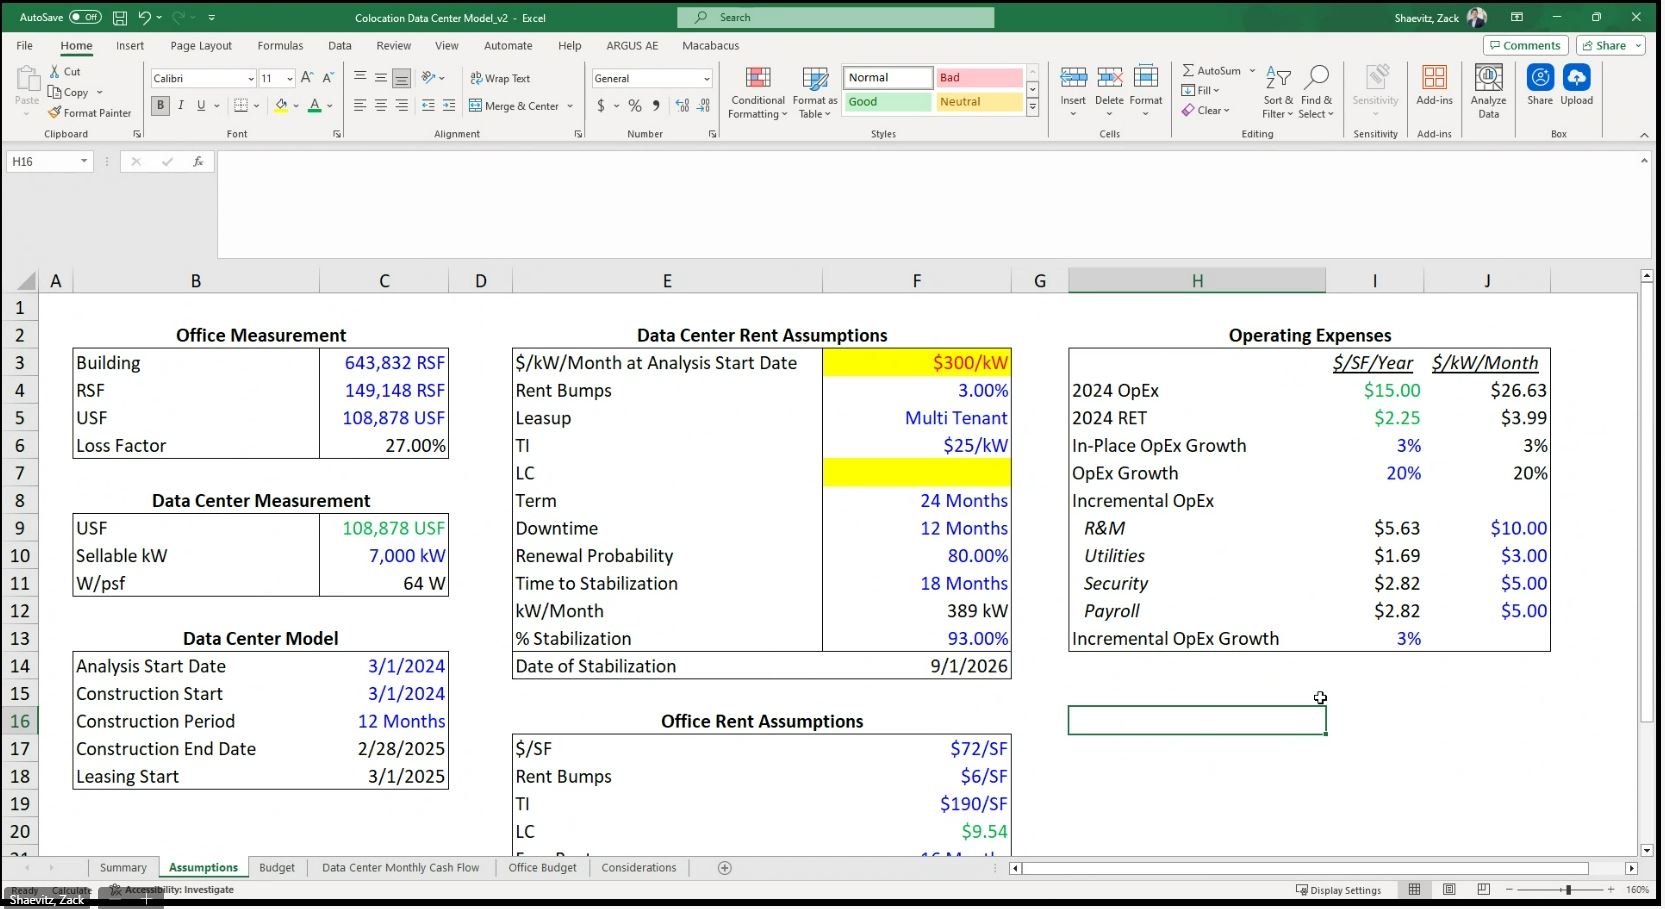 AutoSave Off Colocation Data Center Model_v2 - Excel Search Shaevitz, Zack
File Home Insert Page Layout Formulas Data Review View Automate Help ARGUS AE Macabacus Comments Share
Paste Cut Copy Format Painter Clipboard
Calibri 11 B I U Font
ab Wrap Text Merge & Center Alignment
General $ % Number
Conditional Formatting Format as Table Normal Bad Good Neutral Styles
Insert Delete Format Cells
AutoSum Fill Clear Sort & Filter Find & Select Editing
Sensitivity Sensitivity
Add-ins Add-ins
Analyze Data
Share Upload Box
H16 fx
A B C D E F G H I J
1
2 Office Measurement Data Center Rent Assumptions Operating Expenses
3 Building 643,832 RSF $/kW/Month at Analysis Start Date $300/kW $/SF/Year $/kW/Month
4 RSF 149,148 RSF Rent Bumps 3.00% 2024 OpEx $15.00 $26.63
5 USF 108,878 USF Leasup Multi Tenant 2024 RET $2.25 $3.99
6 Loss Factor 27.00% TI $25/kW In-Place OpEx Growth 3% 3%
7 LC OpEx Growth 20% 20%
8 Data Center Measurement Term 24 Months Incremental OpEx
9 USF 108,878 USF Downtime 12 Months R&M $5.63 $10.00
10 Sellable kW 7,000 kW Renewal Probability 80.00% Utilities $1.69 $3.00
11 W/psf 64 W Time to Stabilization 18 Months Security $2.82 $5.00
12 kW/Month 389 kW Payroll $2.82 $5.00
13 Data Center Model % Stabilization 93.00% Incremental OpEx Growth 3%
14 Analysis Start Date 3/1/2024 Date of Stabilization 9/1/2026
15 Construction Start 3/1/2024
16 Construction Period 12 Months Office Rent Assumptions
17 Construction End Date 2/28/2025 $/SF $72/SF
18 Leasing Start 3/1/2025 Rent Bumps $6/SF
19 TI $190/SF
20 LC $9.54
Summary Assumptions Budget Data Center Monthly Cash Flow Office Budget Considerations
Ready Calculate Accessibility: Investigate Display Settings 160%
Shaevitz, Zack